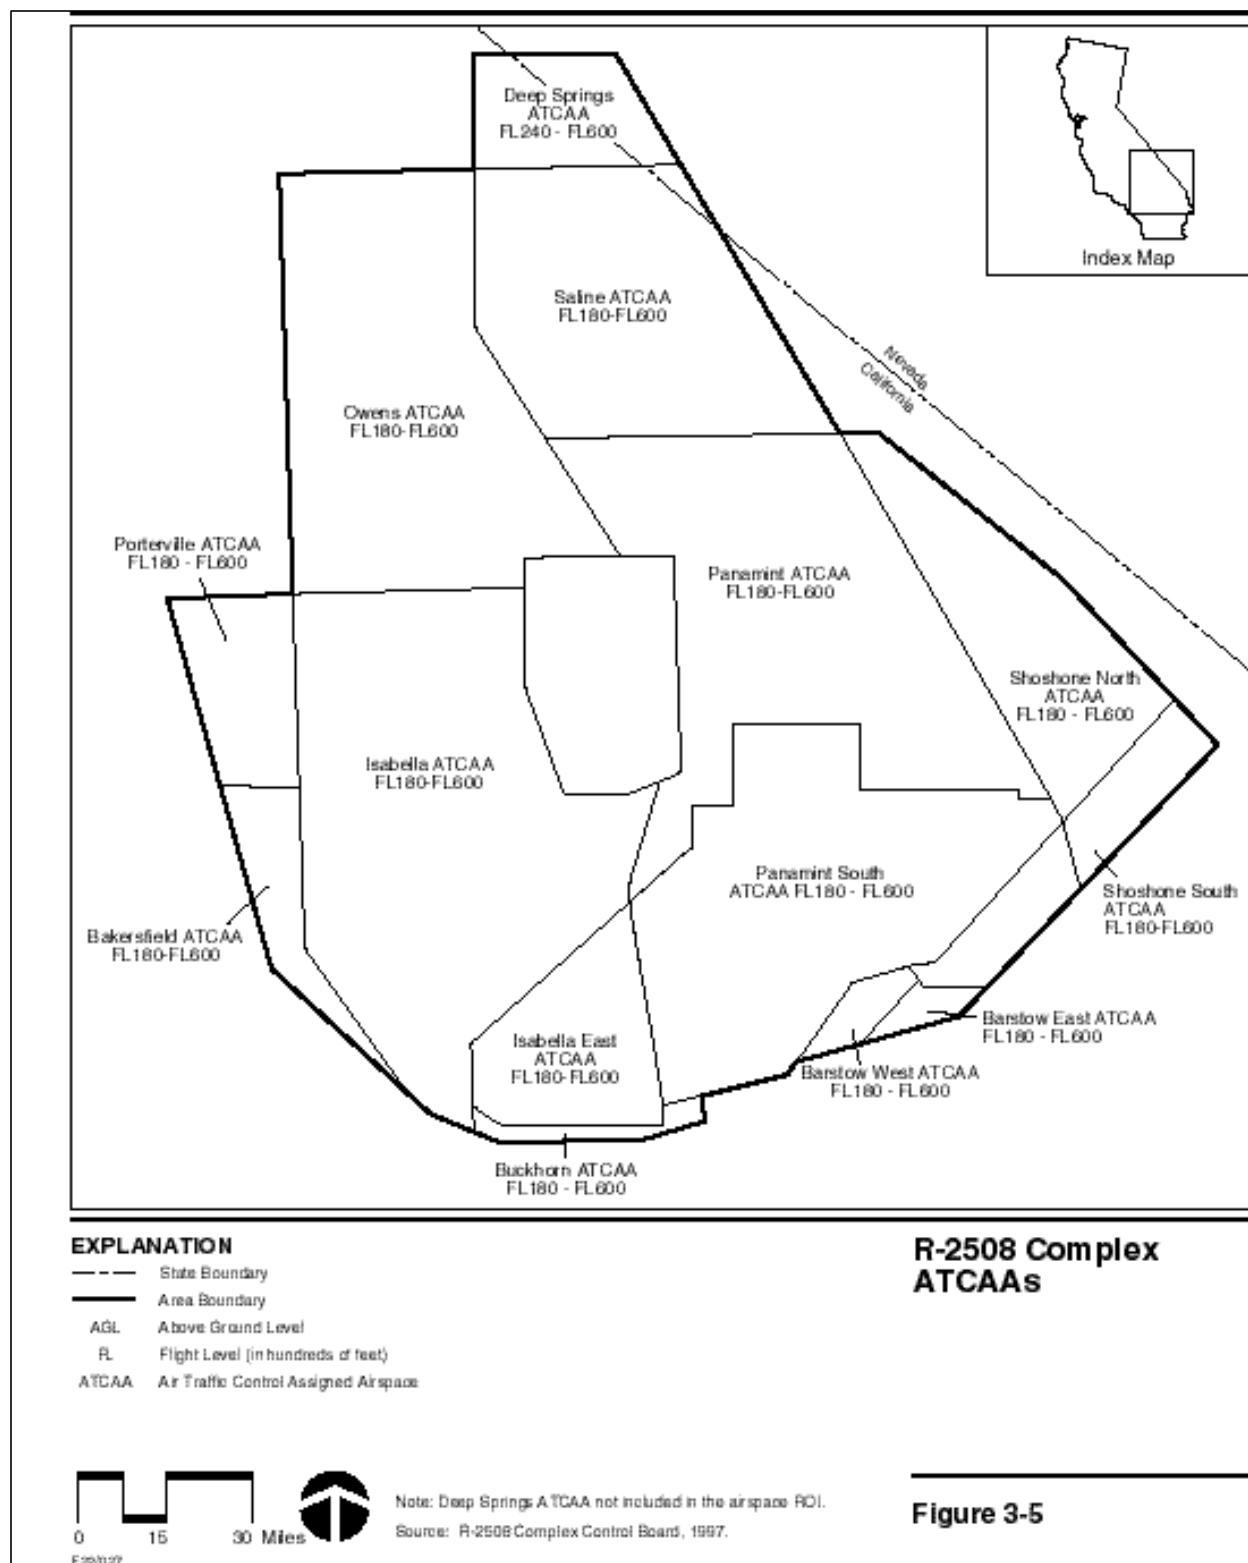 Deep Springs
ATCAA
FL240 - FL600
Index Map
Saline ATCAA
FL180-FL600
Nevada
California
Owens ATCAA
FL180-FL600
Porterville ATCAA
FL180 - FL600
Panamint ATCAA
FL180-FL600
Shoshone North
ATCAA
FL180 - FL600
Isabella ATCAA
FL180-FL600
Panamint South
ATCAA FL180 - FL600
Shoshone South
ATCAA
FL180-FL600
Bakersfield ATCAA
FL180-FL600
Barstow East ATCAA
FL180 - FL600
Isabella East
ATCAA
FL180-FL600
Barstow West ATCAA
FL180 - FL600
Buckhorn ATCAA
FL180 - FL600
EXPLANATION
State Boundary
Area Boundary
AGL Above Ground Level
FL Flight Level (in hundreds of feet)
ATCAA Air Traffic Control Assigned Airspace
R-2508 Complex
ATCAAs
0 15 30 Miles
Note: Deep Springs ATCAA not included in the airspace ROI.
Source: R-2508 Complex Control Board, 1997.
Figure 3-5